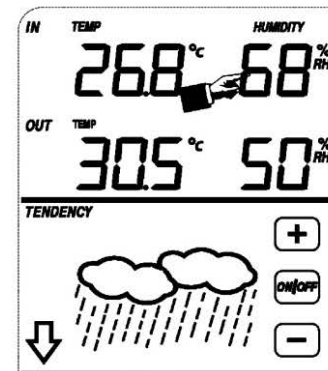 IN TEMP HUMIDITY
26.8 °C 68 % RH
OUT TEMP
30.5 °C 50 % RH
TENDENCY
+
ON/OFF
−